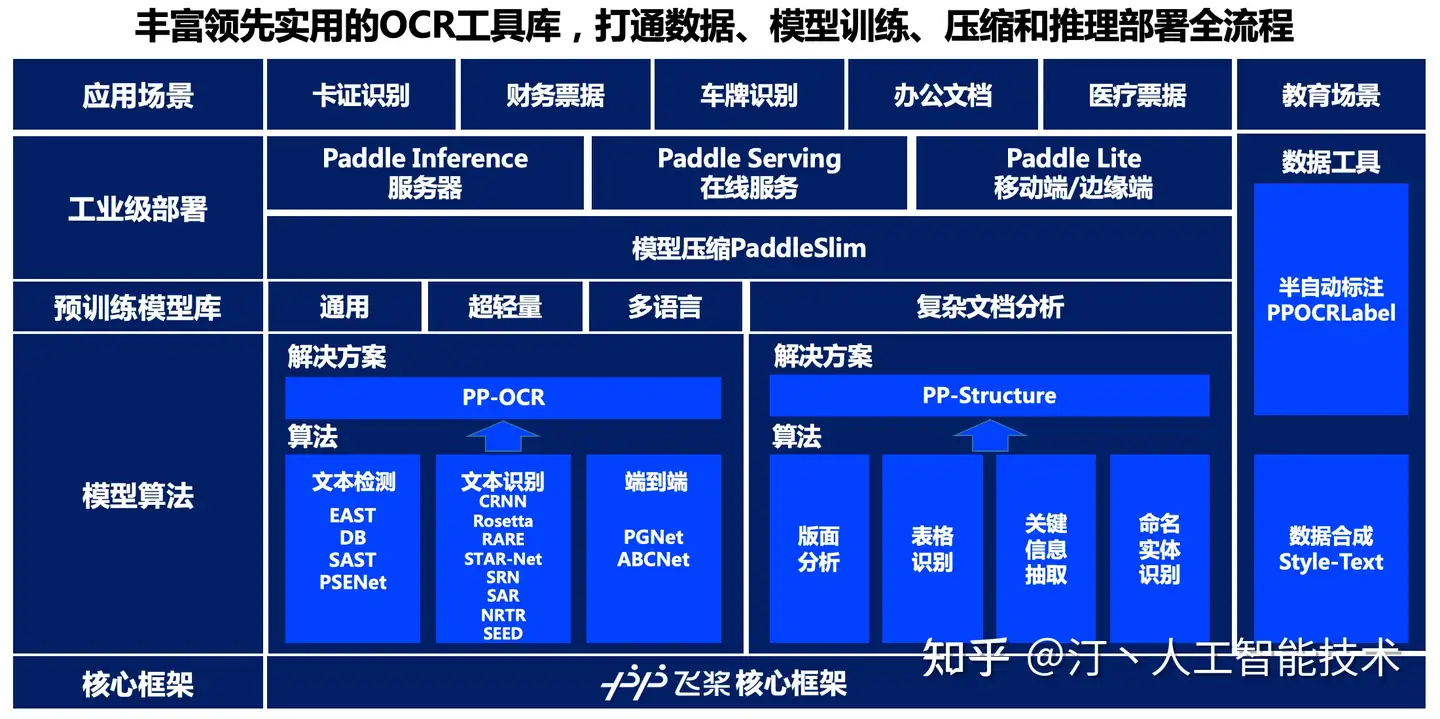 丰富领先实用的OCR工具库，打通数据、模型训练、压缩和推理部署全流程
应用场景
卡证识别
财务票据
车牌识别
办公文档
医疗票据
教育场景
工业级部署
Paddle Inference
服务器
Paddle Serving
在线服务
Paddle Lite
移动端/边缘端
模型压缩PaddleSlim
数据工具
半自动标注
PPOCRLabel
数据合成
Style-Text
预训练模型库
通用
超轻量
多语言
复杂文档分析
模型算法
解决方案
PP-OCR
算法
文本检测
EAST
DB
SAST
PSENet
文本识别
CRNN
Rosetta
RARE
STAR-Net
SRN
SAR
NRTR
SEED
端到端
PGNet
ABCNet
解决方案
PP-Structure
算法
版面
分析
表格
识别
关键
信息
抽取
命名
实体
识别
核心框架
飞桨核心框架
知乎 @汀丶人工智能技术